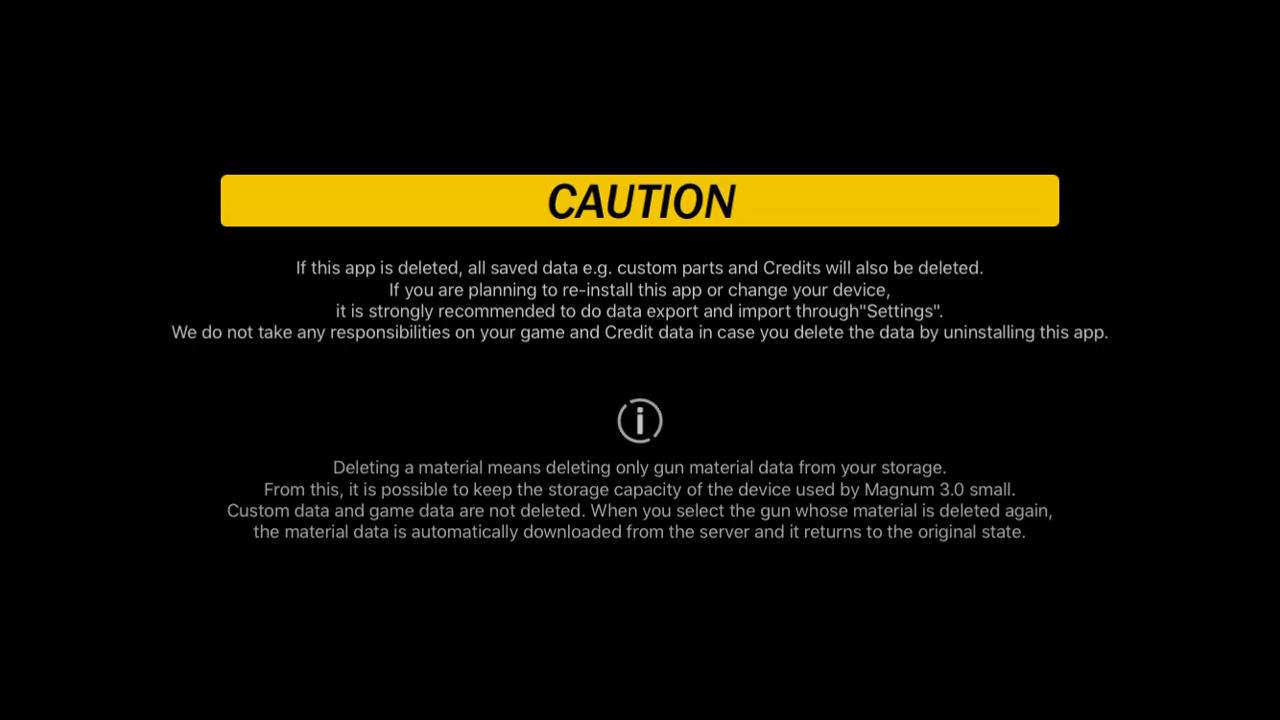 CAUTION
If this app is deleted, all saved data e.g. custom parts and Credits will also be deleted.
If you are planning to re-install this app or change your device,
it is strongly recommended to do data export and import through"Settings".
We do not take any responsibilities on your game and Credit data in case you delete the data by uninstalling this app.
i
Deleting a material means deleting only gun material data from your storage.
From this, it is possible to keep the storage capacity of the device used by Magnum 3.0 small.
Custom data and game data are not deleted. When you select the gun whose material is deleted again,
the material data is automatically downloaded from the server and it returns to the original state.